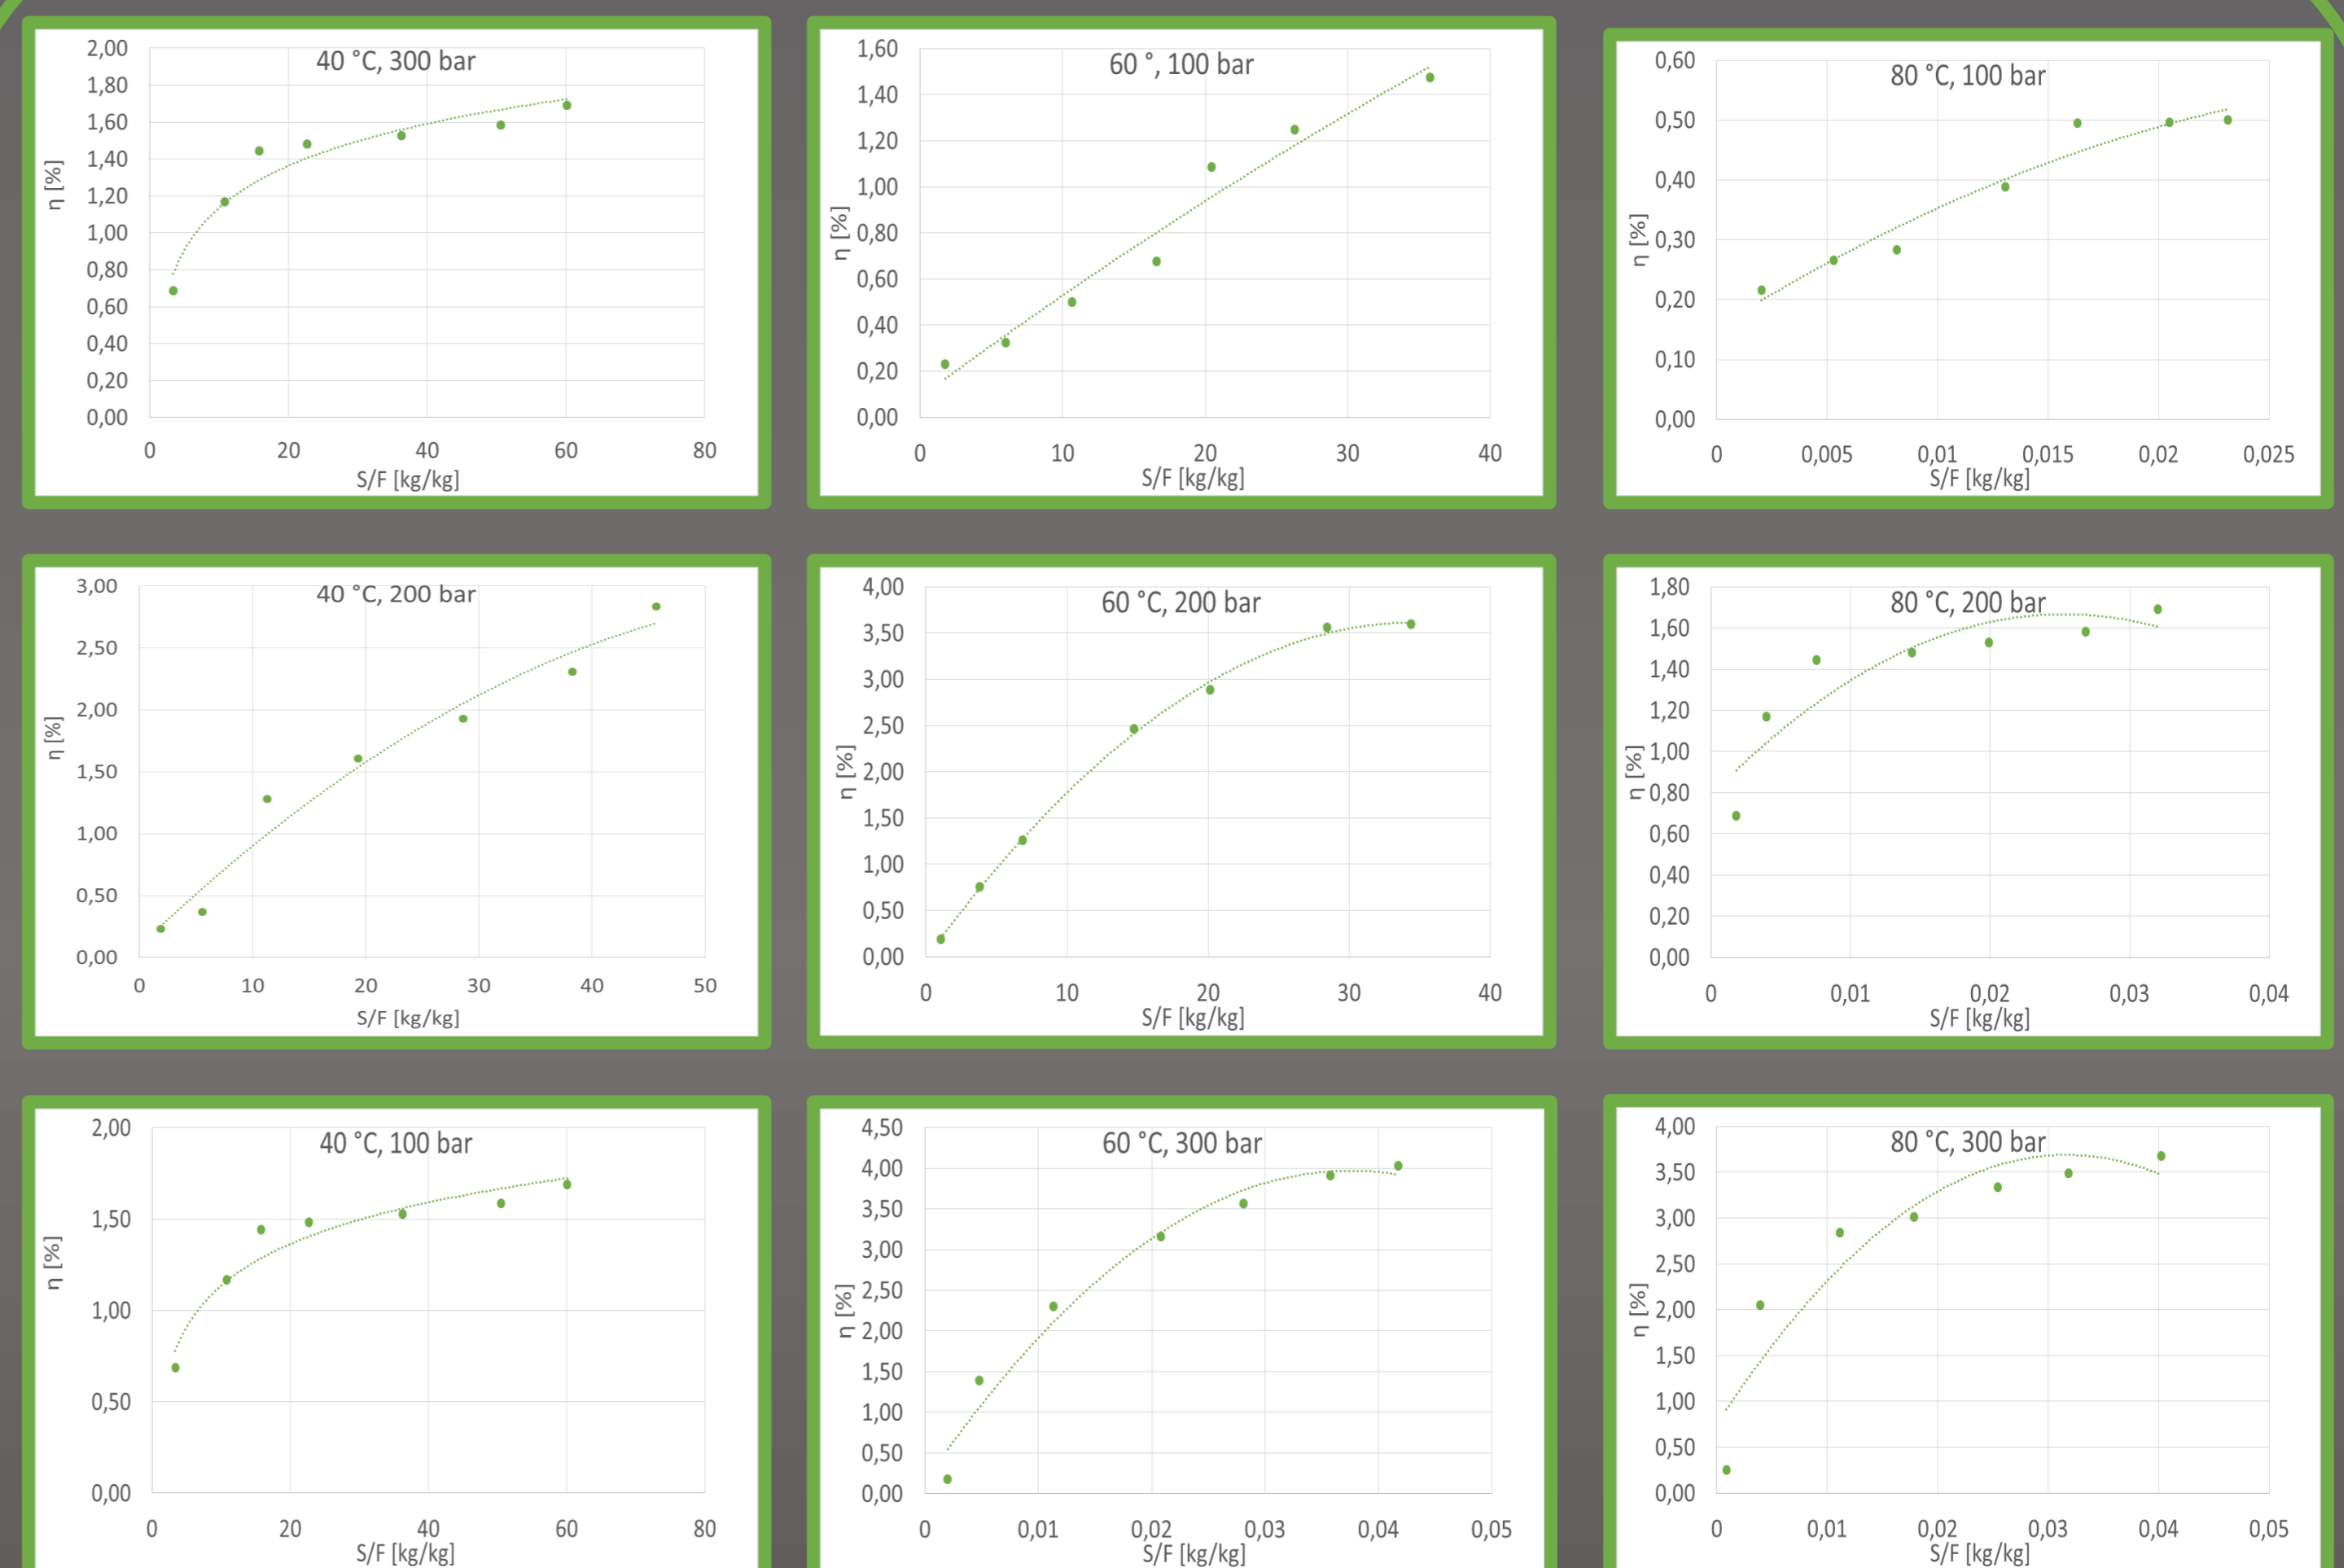 40 °C, 300 bar
2,00
1,80
1,60
1,40
1,20
1,00
0,80
0,60
0,40
0,20
0,00
η [%]
0 20 40 60 80
S/F [kg/kg]
60 °, 100 bar
1,60
1,40
1,20
1,00
0,80
0,60
0,40
0,20
0,00
η [%]
0 10 20 30 40
S/F [kg/kg]
80 °C, 100 bar
0,60
0,50
0,40
0,30
0,20
0,10
0,00
η [%]
0 0,005 0,01 0,015 0,02 0,025
S/F [kg/kg]
40 °C, 200 bar
3,00
2,50
2,00
1,50
1,00
0,50
0,00
η [%]
0 10 20 30 40 50
S/F [kg/kg]
60 °C, 200 bar
4,00
3,50
3,00
2,50
2,00
1,50
1,00
0,50
0,00
η [%]
0 10 20 30 40
S/F [kg/kg]
80 °C, 200 bar
1,80
1,60
1,40
1,20
1,00
0,80
0,60
0,40
0,20
0,00
η [%]
0 0,01 0,02 0,03 0,04
S/F [kg/kg]
40 °C, 100 bar
2,00
1,50
1,00
0,50
0,00
η [%]
0 20 40 60 80
S/F [kg/kg]
60 °C, 300 bar
4,50
4,00
3,50
3,00
2,50
2,00
1,50
1,00
0,50
0,00
η [%]
0 0,01 0,02 0,03 0,04 0,05
S/F [kg/kg]
80 °C, 300 bar
4,00
3,50
3,00
2,50
2,00
1,50
1,00
0,50
0,00
η [%]
0 0,01 0,02 0,03 0,04 0,05
S/F [kg/kg]